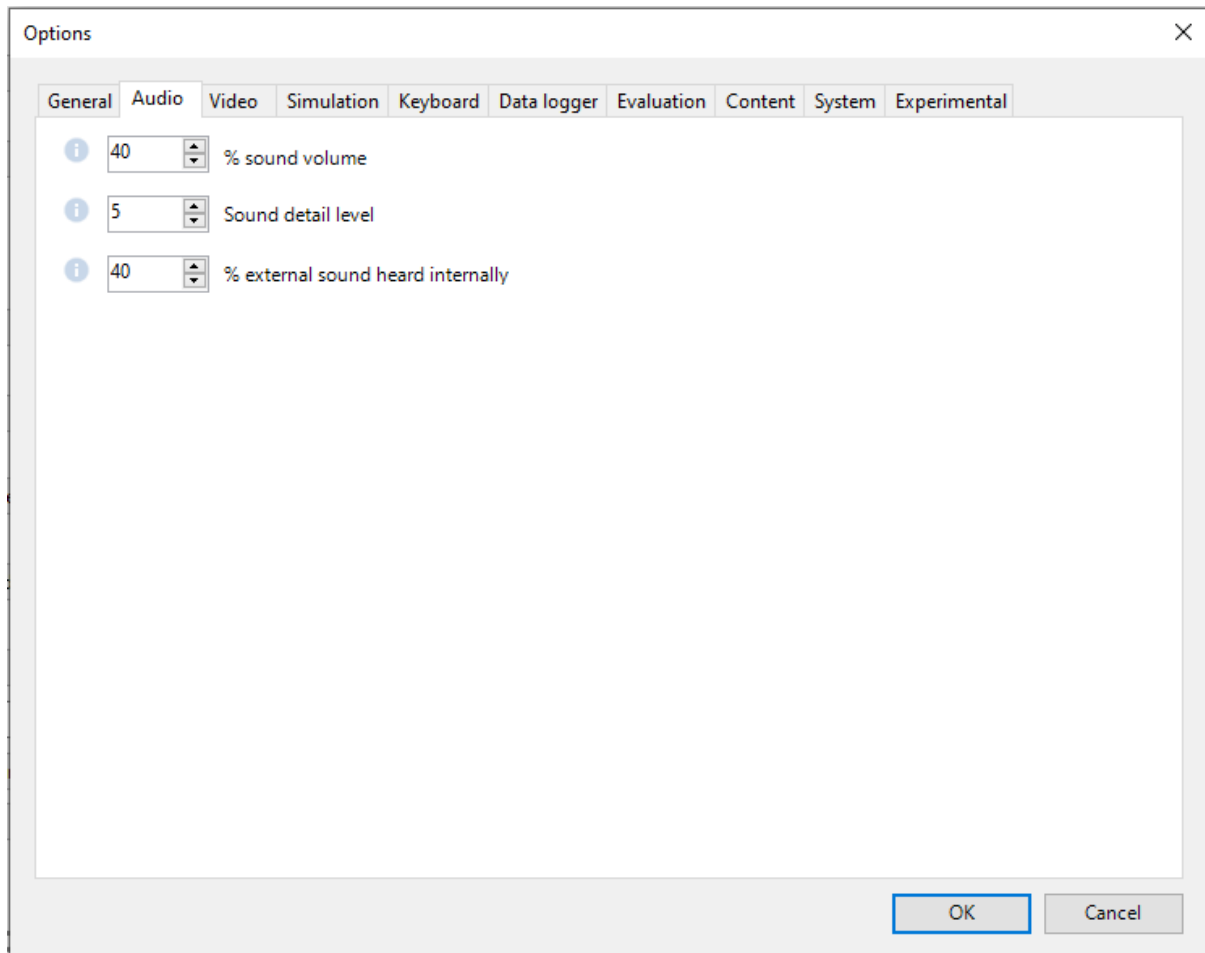 Options
General Audio Video Simulation Keyboard Data logger Evaluation Content System Experimental
40 % sound volume
5 Sound detail level
40 % external sound heard internally
OK Cancel